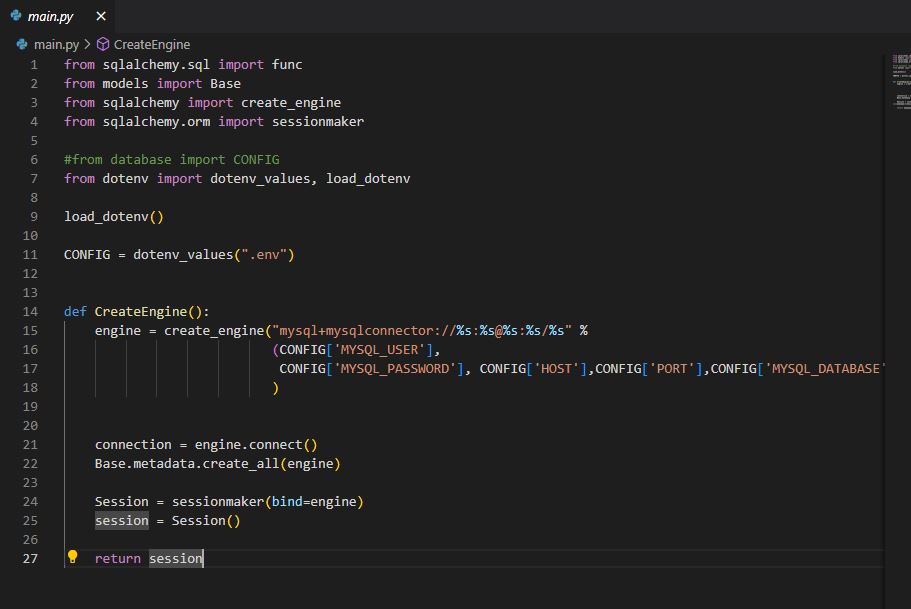 main.py ×
main.py > CreateEngine
1 from sqlalchemy.sql import func
2 from models import Base
3 from sqlalchemy import create_engine
4 from sqlalchemy.orm import sessionmaker
5
6 #from database import CONFIG
7 from dotenv import dotenv_values, load_dotenv
8
9 load_dotenv()
10
11 CONFIG = dotenv_values(".env")
12
13
14 def CreateEngine():
15     engine = create_engine("mysql+mysqlconnector://%s:%s@%s:%s/%s" %
16                            (CONFIG['MYSQL_USER'],
17                             CONFIG['MYSQL_PASSWORD'], CONFIG['HOST'],CONFIG['PORT'],CONFIG['MYSQL_DATABASE'
18                            )
19
20
21     connection = engine.connect()
22     Base.metadata.create_all(engine)
23
24     Session = sessionmaker(bind=engine)
25     session = Session()
26
27     return session